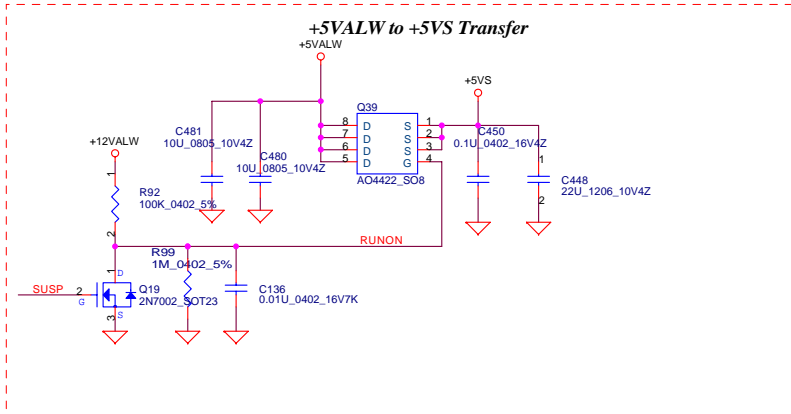 +5VALW to +5VS Transfer
+5VALW
+5VS
Q39
8 D S 1
7 D S 2
6 D S 3
5 D G 4
AO4422_SO8
C481
10U_0805_10V4Z
C480
10U_0805_10V4Z
C450
0.1U_0402_16V4Z
1
C448
22U_1206_10V4Z
2
+12VALW
1
R92
100K_0402_5%
2
RUNON
R99
1M_0402_5%
C136
0.01U_0402_16V7K
SUSP
2
G
1
D
Q19
2N7002_SOT23
3
S